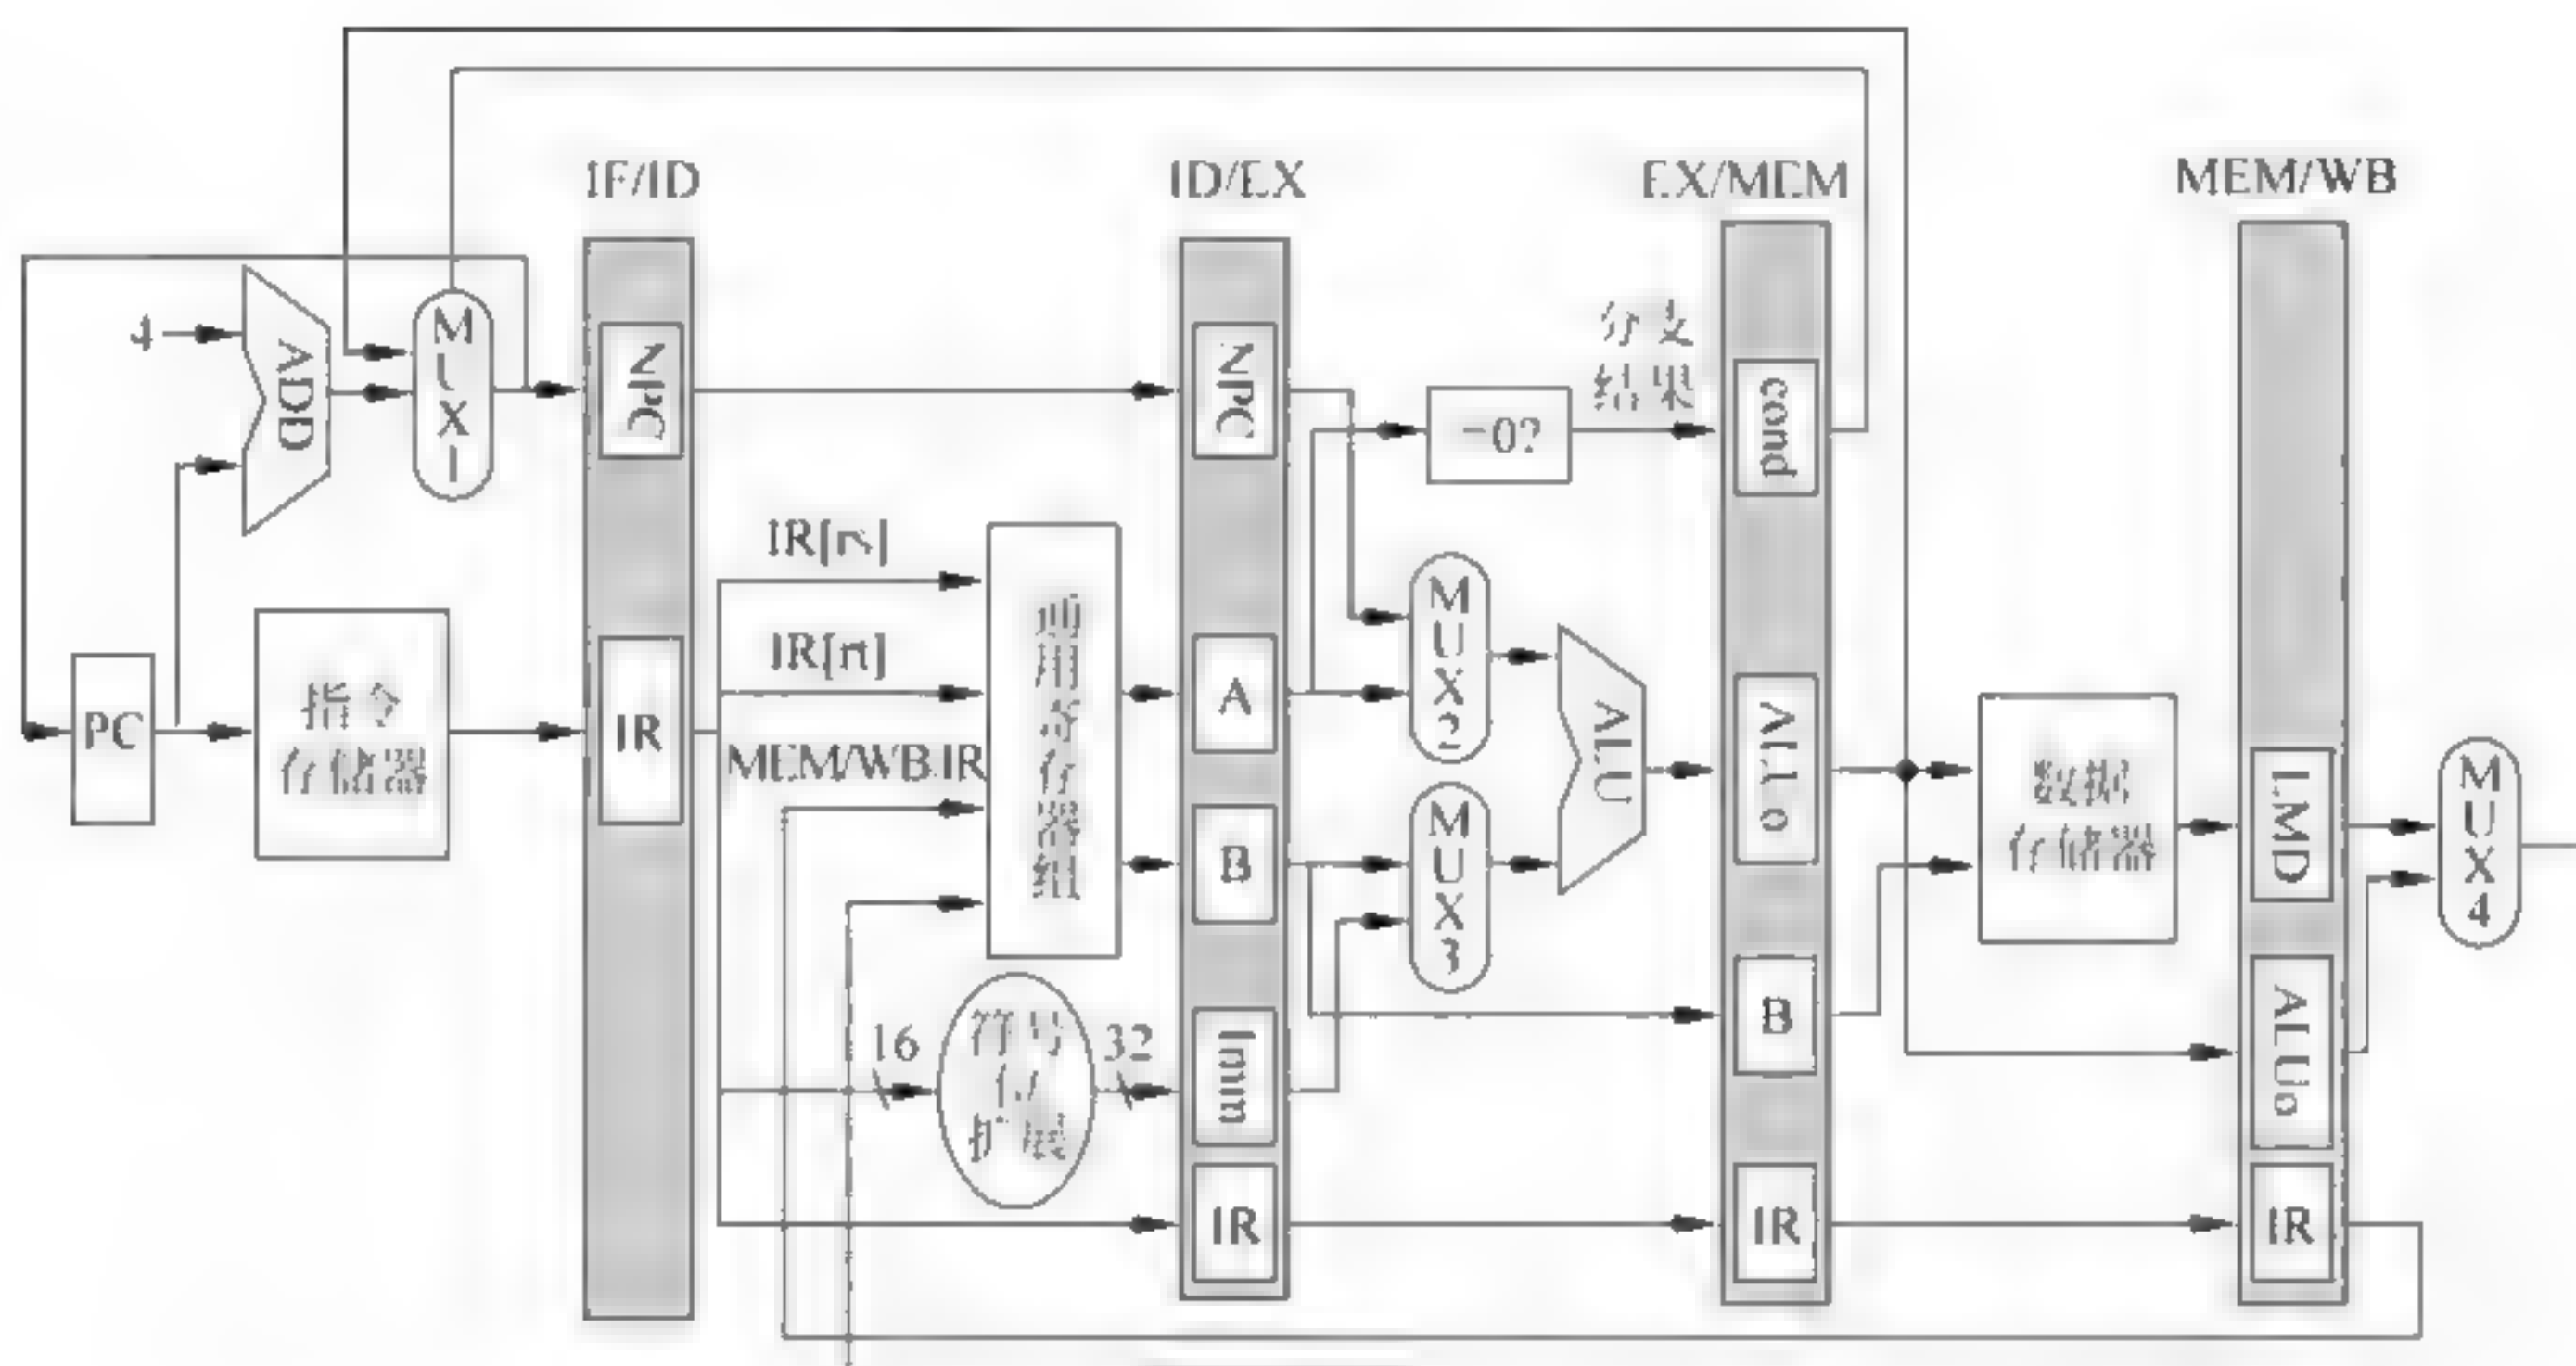 IF/ID
ID/EX
EX/MEM
MEM/WB
4
ADD
MUX1
NPC
NPC
分支
结果
=0?
cond
IR[rs]
IR[rt]
MEM/WB.IR
PC
指令
存储器
IR
通用寄存器组
A
B
MUX2
MUX3
ALU
ALUo
B
数据
存储器
LMD
ALUo
MUX4
16
符号
位
扩展
32
Imm
IR
IR
IR